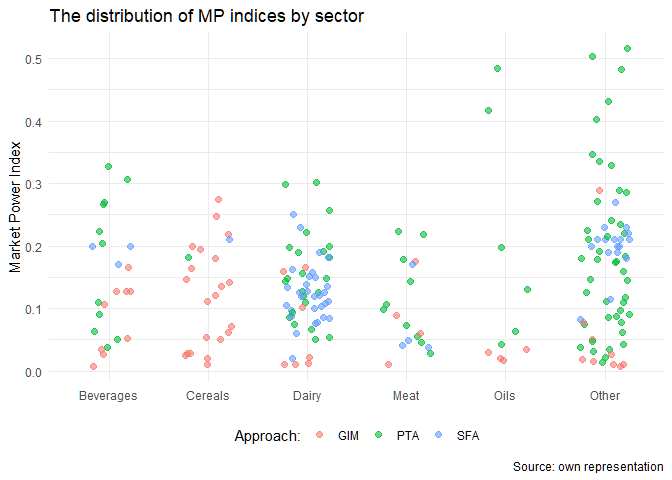 The distribution of MP indices by sector
Market Power Index
0.5
0.4
0.3
0.2
0.1
0.0
Beverages Cereals Dairy Meat Oils Other
Approach: GIM PTA SFA
Source: own representation